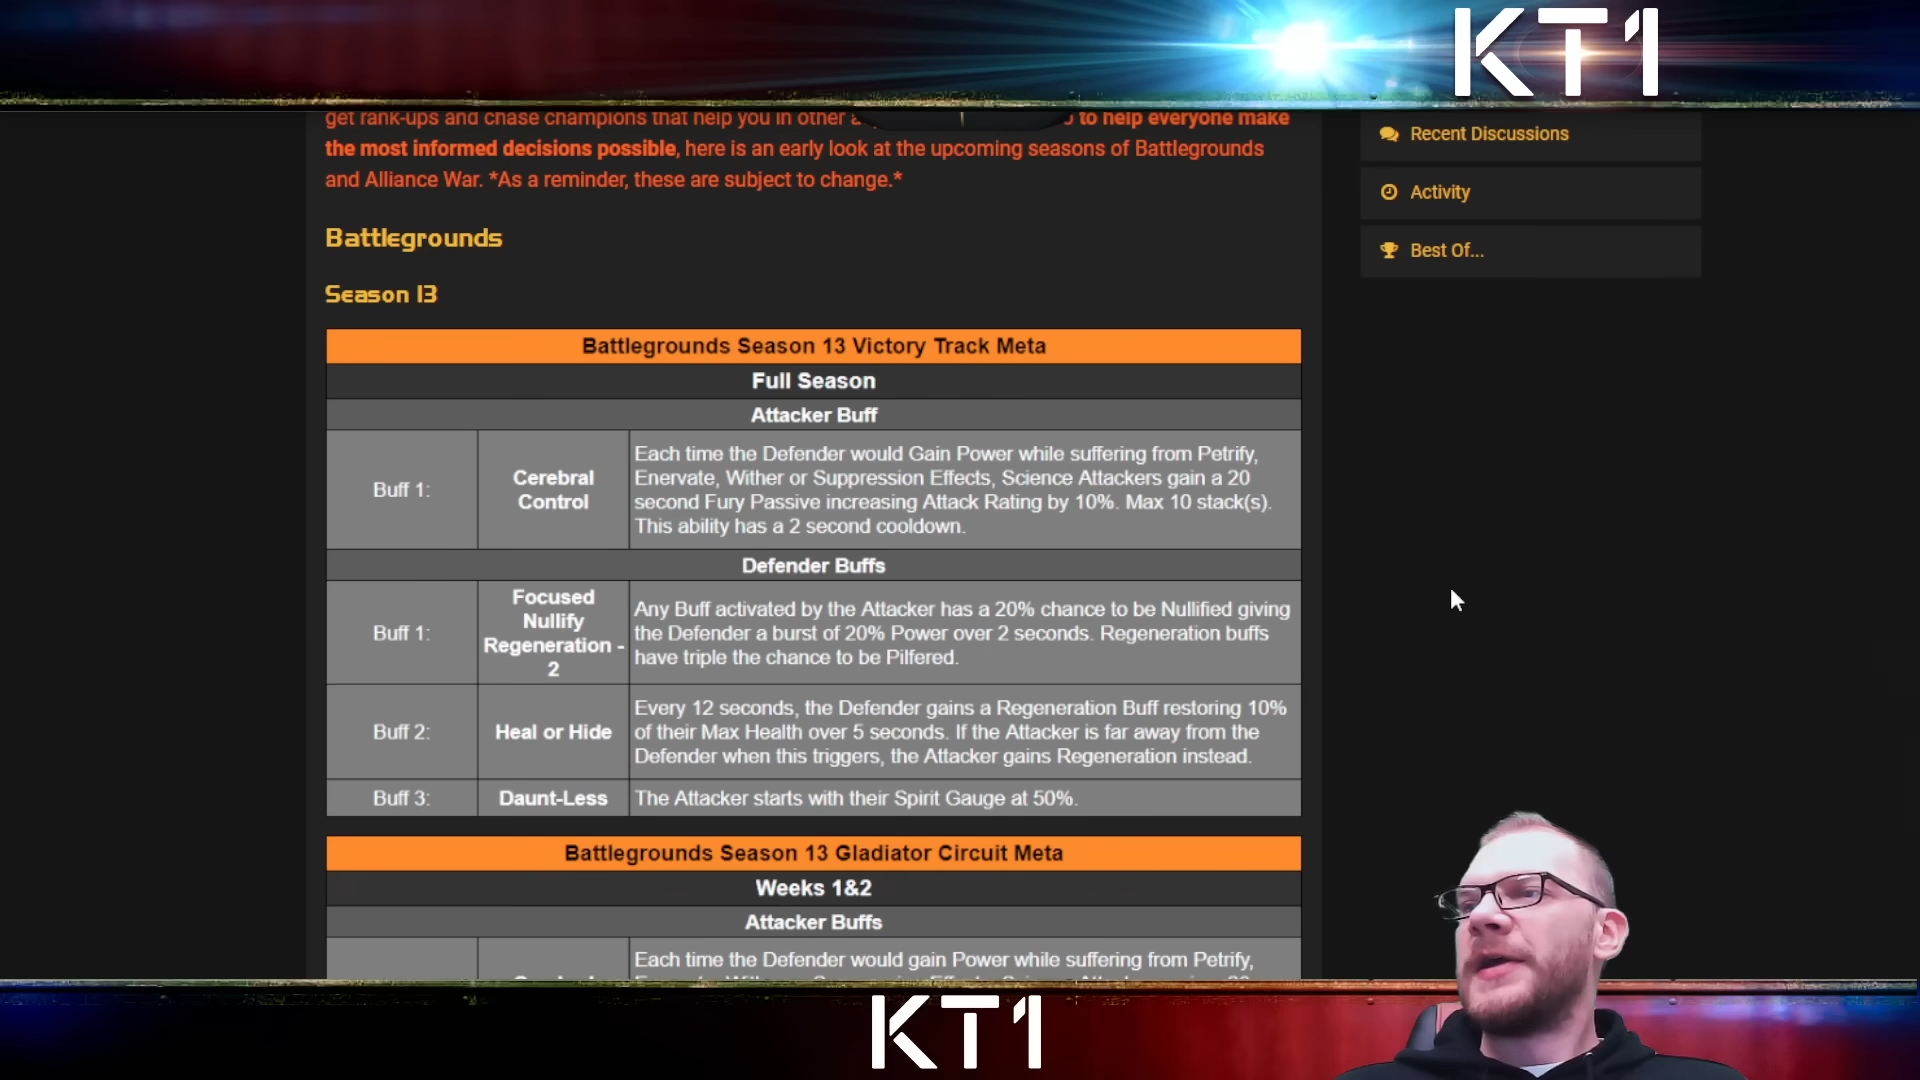 KT1
get rank-ups and chase champions that help you in other to help everyone make
the most informed decisions possible, here is an early look at the upcoming seasons of Battlegrounds
and Alliance War. *As a reminder, these are subject to change.*
Recent Discussions
Activity
Best Of...
Battlegrounds
Season 13
Battlegrounds Season 13 Victory Track Meta
Full Season
Attacker Buff
Buff 1:
Cerebral
Control
Each time the Defender would Gain Power while suffering from Petrify,
Enervate, Wither or Suppression Effects, Science Attackers gain a 20
second Fury Passive increasing Attack Rating by 10%. Max 10 stack(s).
This ability has a 2 second cooldown.
Defender Buffs
Buff 1:
Focused
Nullify
Regeneration -
2
Any Buff activated by the Attacker has a 20% chance to be Nullified giving
the Defender a burst of 20% Power over 2 seconds. Regeneration buffs
have triple the chance to be Pilfered.
Buff 2:
Heal or Hide
Every 12 seconds, the Defender gains a Regeneration Buff restoring 10%
of their Max Health over 5 seconds. If the Attacker is far away from the
Defender when this triggers, the Attacker gains Regeneration instead.
Buff 3:
Daunt-Less
The Attacker starts with their Spirit Gauge at 50%.
Battlegrounds Season 13 Gladiator Circuit Meta
Weeks 1&2
Attacker Buffs
Each time the Defender would gain Power while suffering from Petrify,
KT1